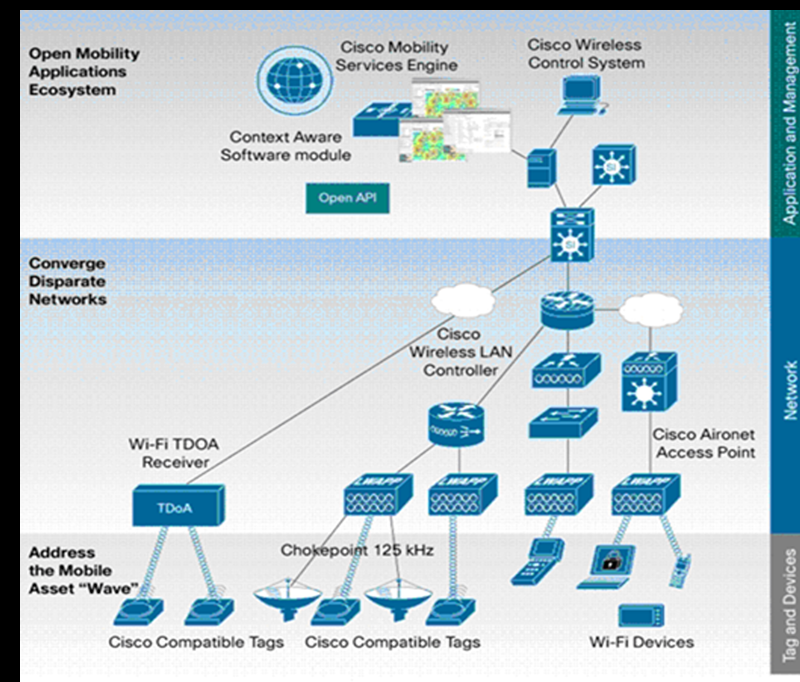 Open Mobility
Applications
Ecosystem
Cisco Mobility
Services Engine
Cisco Wireless
Control System
Context Aware
Software module
Open API
Si
Si
Application and Management
Converge
Disparate
Networks
Cisco
Wireless LAN
Controller
Wi-Fi TDOA
Receiver
Cisco Aironet
Access Point
TDoA
LWAPP
LWAPP
LWAPP
LWAPP
Network
Address
the Mobile
Asset “Wave”
Chokepoint 125 kHz
Cisco Compatible Tags
Cisco Compatible Tags
Wi-Fi Devices
Tag and Devices